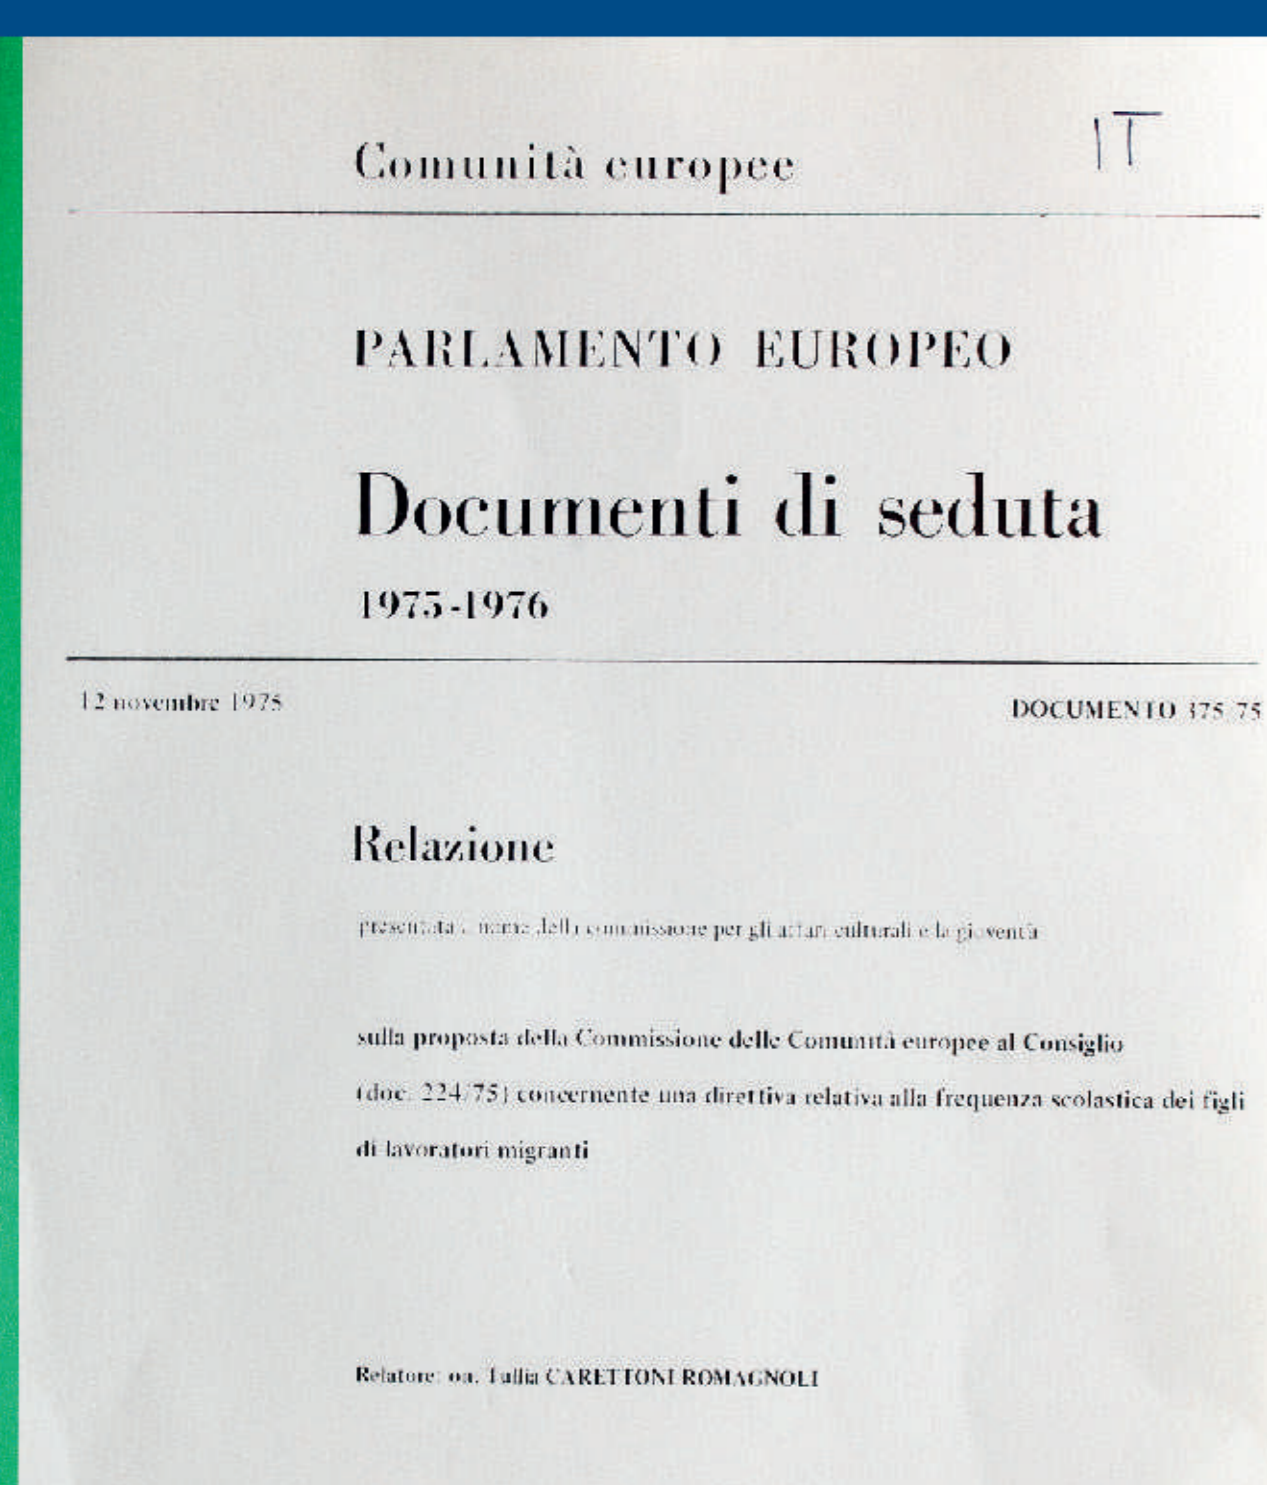 IT
Comunità europee
PARLAMENTO EUROPEO
Documenti di seduta
1975-1976
12 novembre 1975
DOCUMENTO 375/75
Relazione
presentata a nome della commissione per gli affari culturali e la gioventù
sulla proposta della Commissione delle Comunità europee al Consiglio
(doc. 224/75) concernente una direttiva relativa alla frequenza scolastica dei figli
di lavoratori migranti
Relatore: on. Tullia CARETTONI ROMAGNOLI